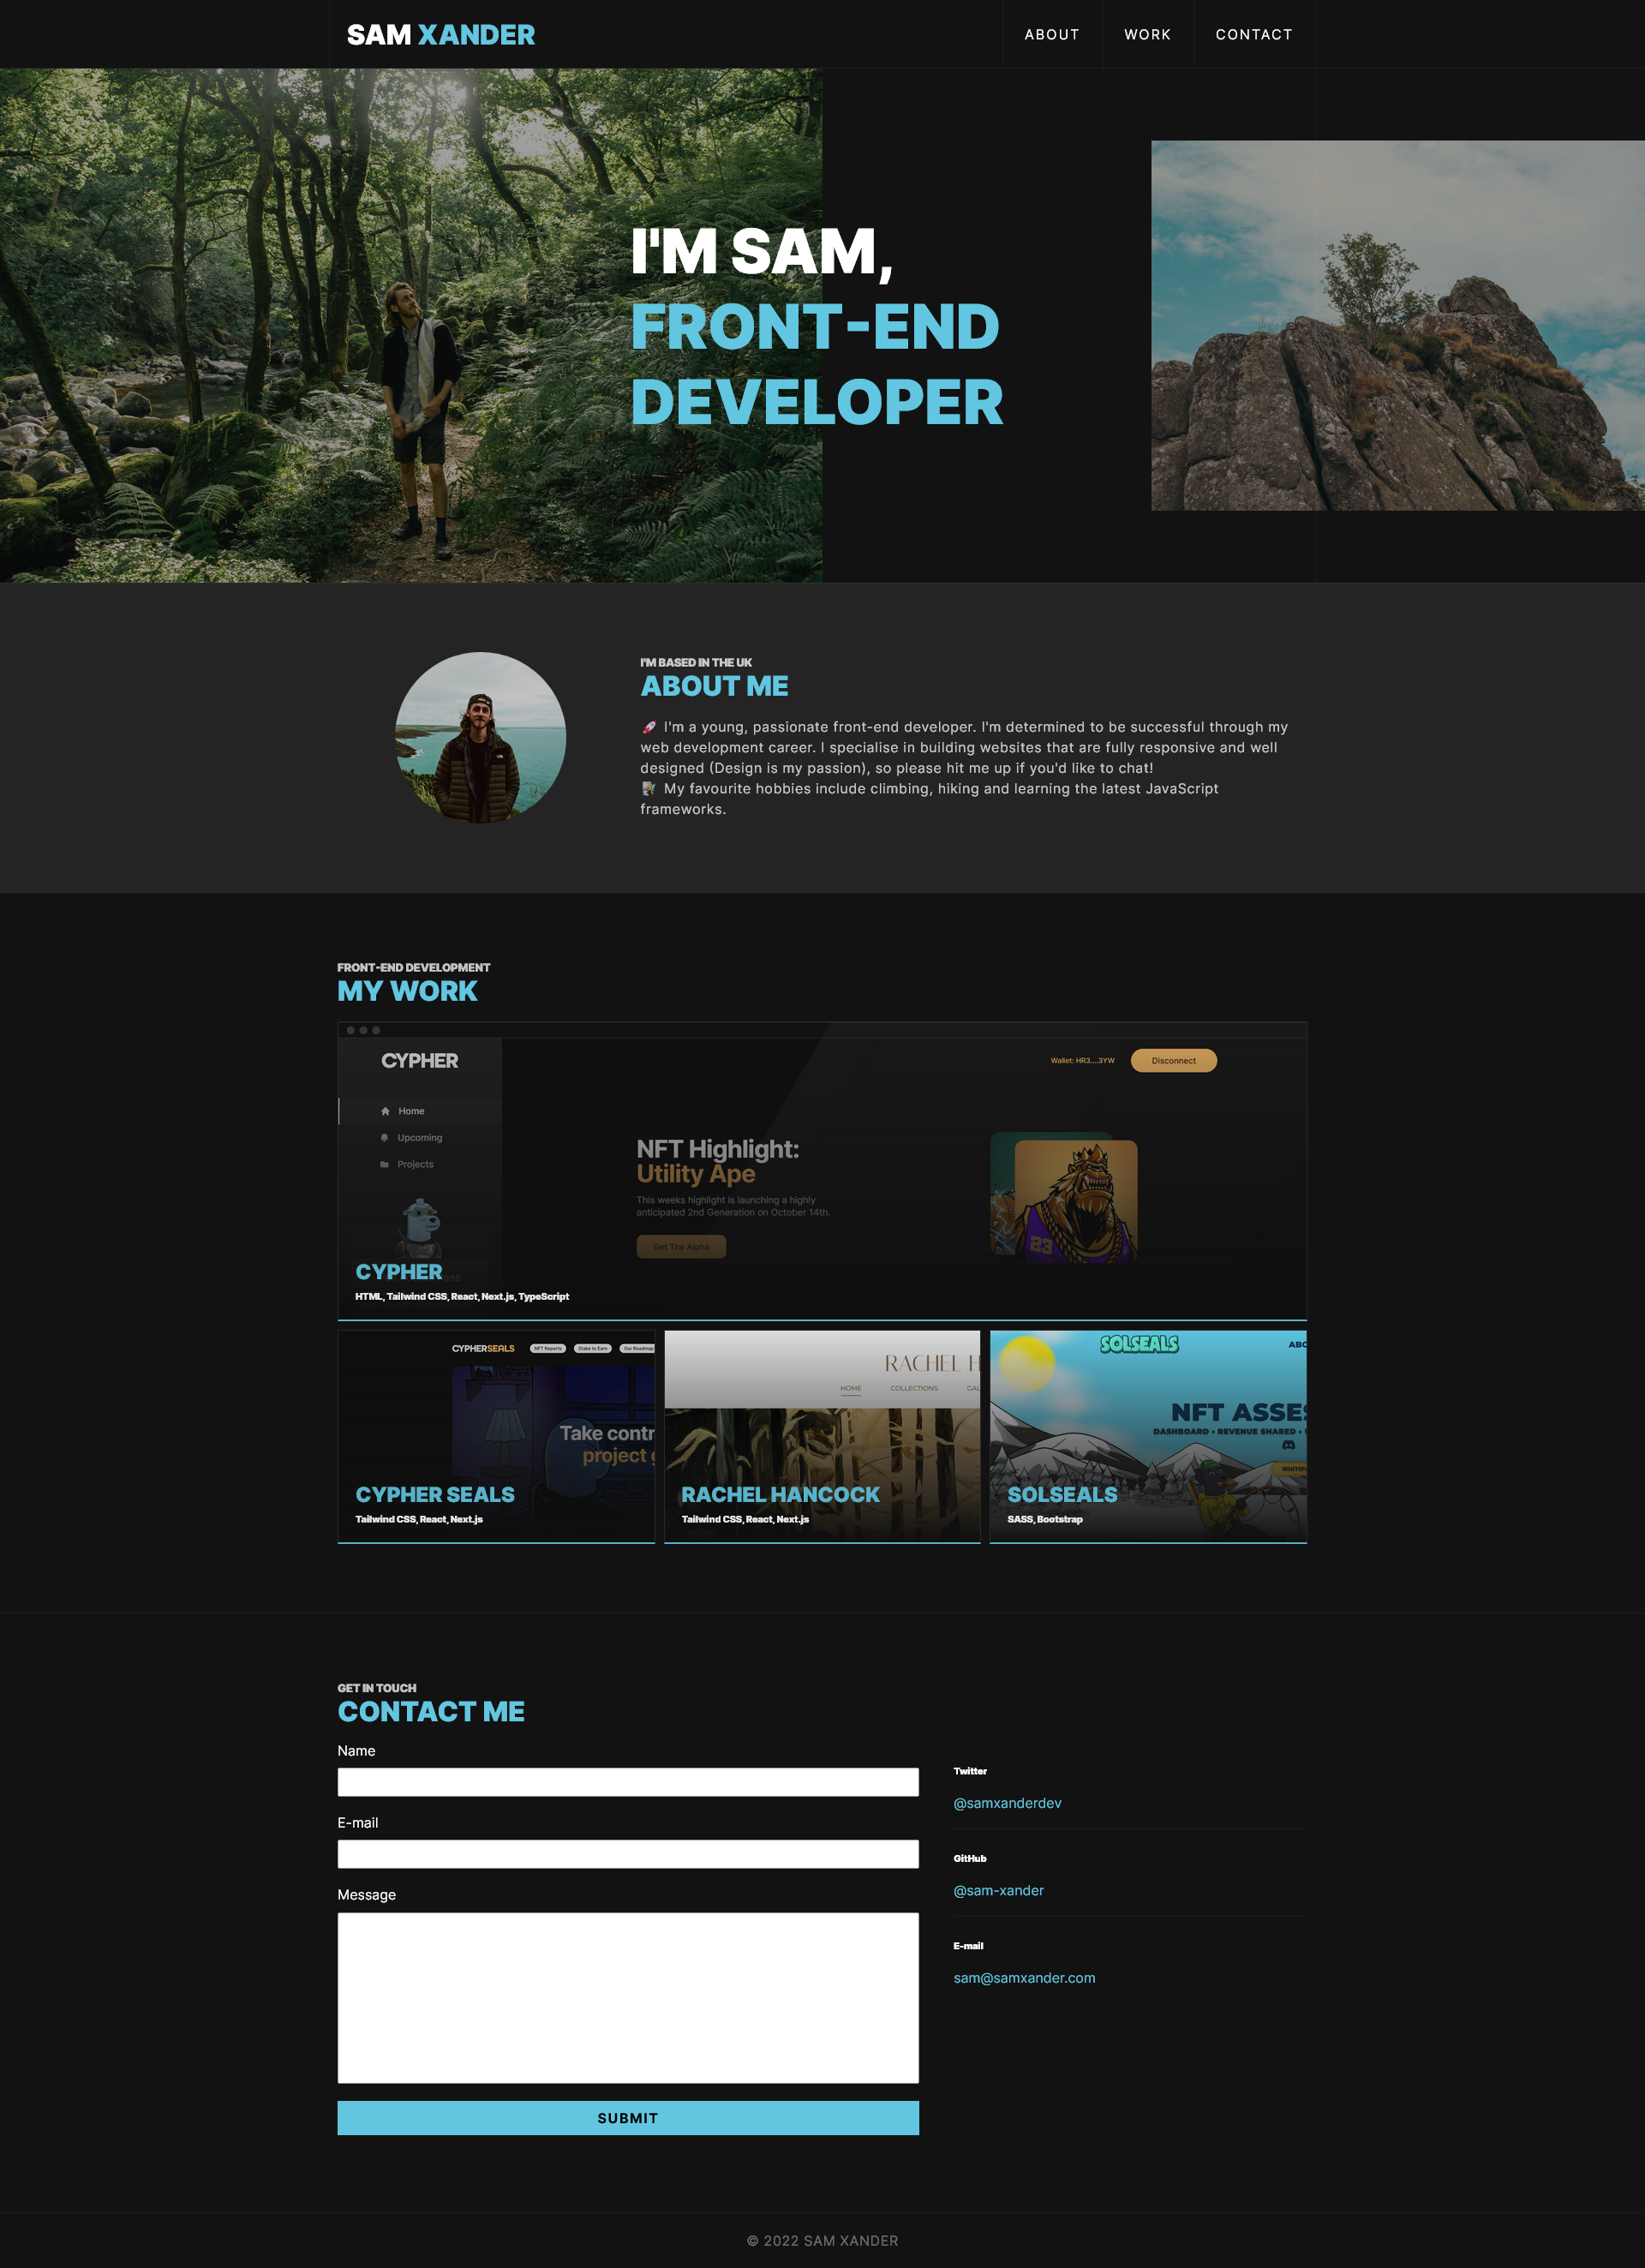 SAM XANDER
ABOUT
WORK
CONTACT
I'M SAM,
FRONT-END
DEVELOPER
I'M BASED IN THE UK
ABOUT ME
🚀 I'm a young, passionate front-end developer. I'm determined to be successful through my
web development career. I specialise in building websites that are fully responsive and well
designed (Design is my passion), so please hit me up if you'd like to chat!
My favourite hobbies include climbing, hiking and learning the latest JavaScript
frameworks.
FRONT-END DEVELOPMENT
MY WORK
CYPHER
Wallet: HR3....3YW
Disconnect
Home
Upcoming
Projects
NFT Highlight:
Utility Ape
This weeks highlight is launching a highly
anticipated 2nd Generation on October 14th.
Get The Alpha
23
CYPHER
HTML, Tailwind CSS, React, Next.js, TypeScript
CYPHERSEALS
NFT Reports
Stake to Earn
Our Roadmap
Take contr
project g
CYPHER SEALS
Tailwind CSS, React, Next.js
RACHEL H
HOME
COLLECTIONS
GAL
RACHEL HANCOCK
Tailwind CSS, React, Next.js
SOLSEALS
ABO
NFT ASSES
DASHBOARD • REVENUE SHARED •
WHITEP
SOLSEALS
SASS, Bootstrap
GET IN TOUCH
CONTACT ME
Name
E-mail
Message
SUBMIT
Twitter
@samxanderdev
GitHub
@sam-xander
E-mail
sam@samxander.com
© 2022 SAM XANDER